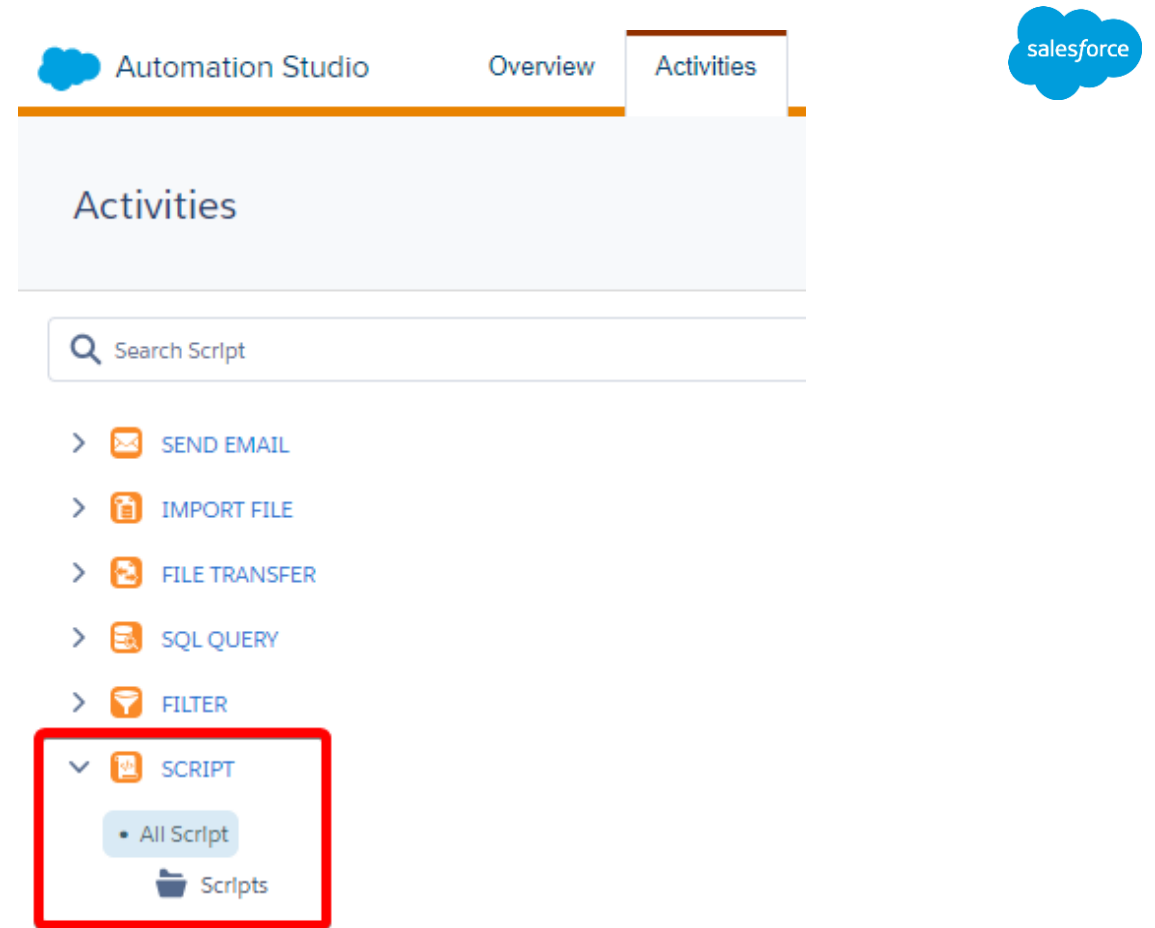 Automation Studio Overview Activities
salesforce
Activities
Search Script
SEND EMAIL
IMPORT FILE
FILE TRANSFER
SQL QUERY
FILTER
SCRIPT
• All Script
Scripts